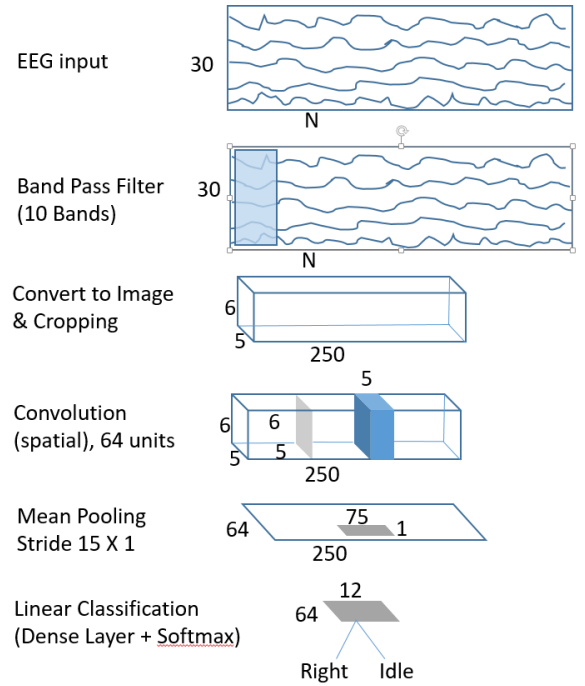 EEG input
30
N
Band Pass Filter
(10 Bands)
30
N
Convert to Image
& Cropping
6
5
250
5
Convolution
(spatial), 64 units
6
6
5
5
250
Mean Pooling
Stride 15 X 1
64
75
1
250
Linear Classification
(Dense Layer + Softmax)
12
64
Right Idle